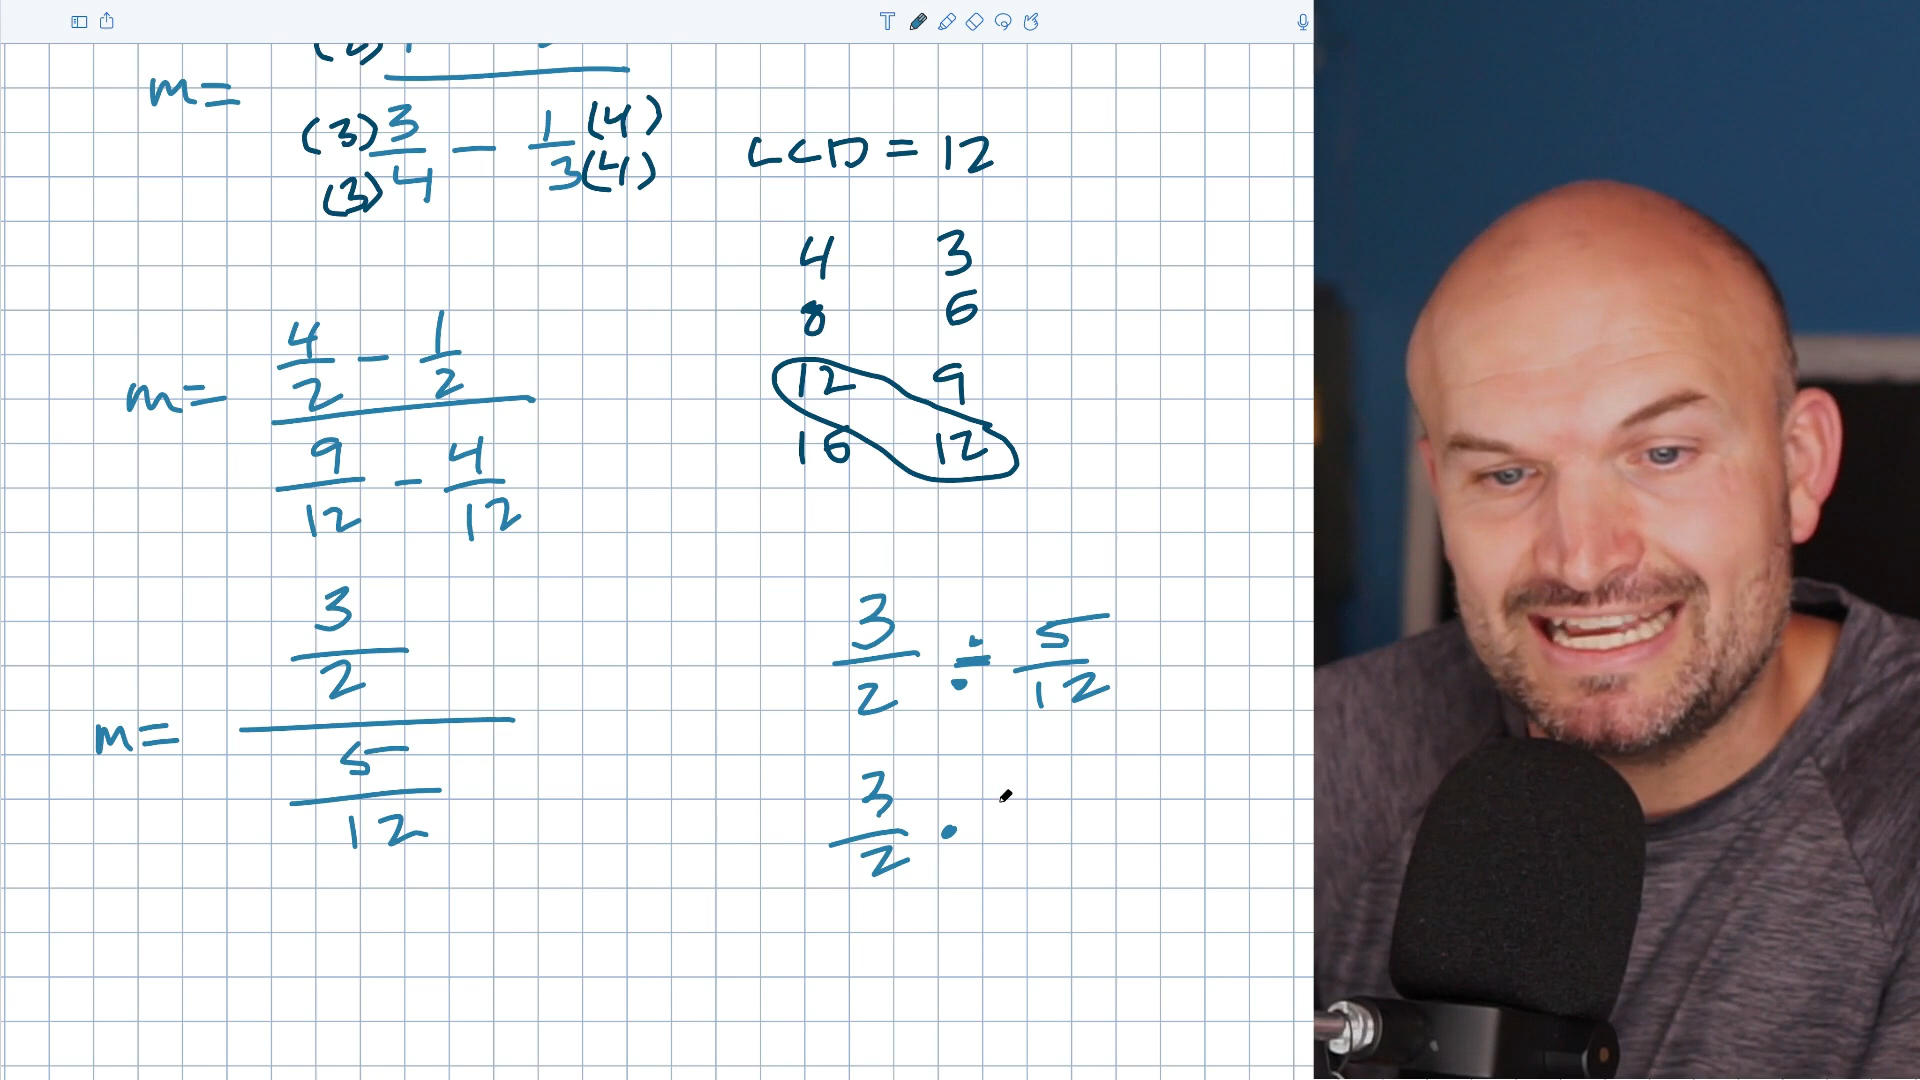 m =
(3) 3/4 (3) - 1/3 (4) (4)
LCD = 12
4 3
8 6
12 9
16 12
m = 4/2 - 1/2
9/12 - 4/12
m = 3/2
5/12
3/2 ÷ 5/12
3/2 ·